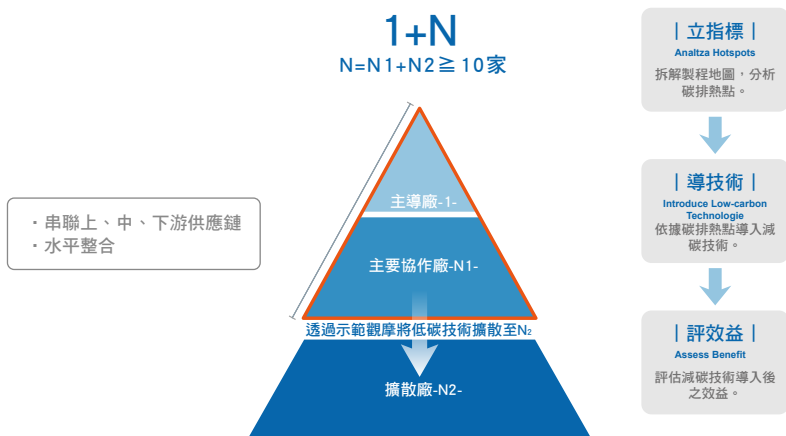 1+N
N=N1+N2≧10家
・串聯上、中、下游供應鏈
・水平整合
主導廠-1-
主要協作廠-N1-
透過示範觀摩將低碳技術擴散至N₂
擴散廠-N2-
｜立指標｜
Analtza Hotspots
拆解製程地圖，分析
碳排熱點。
｜導技術｜
Introduce Low-carbon
Technologie
依據碳排熱點導入減
碳技術。
｜評效益｜
Assess Benefit
評估減碳技術導入後
之效益。